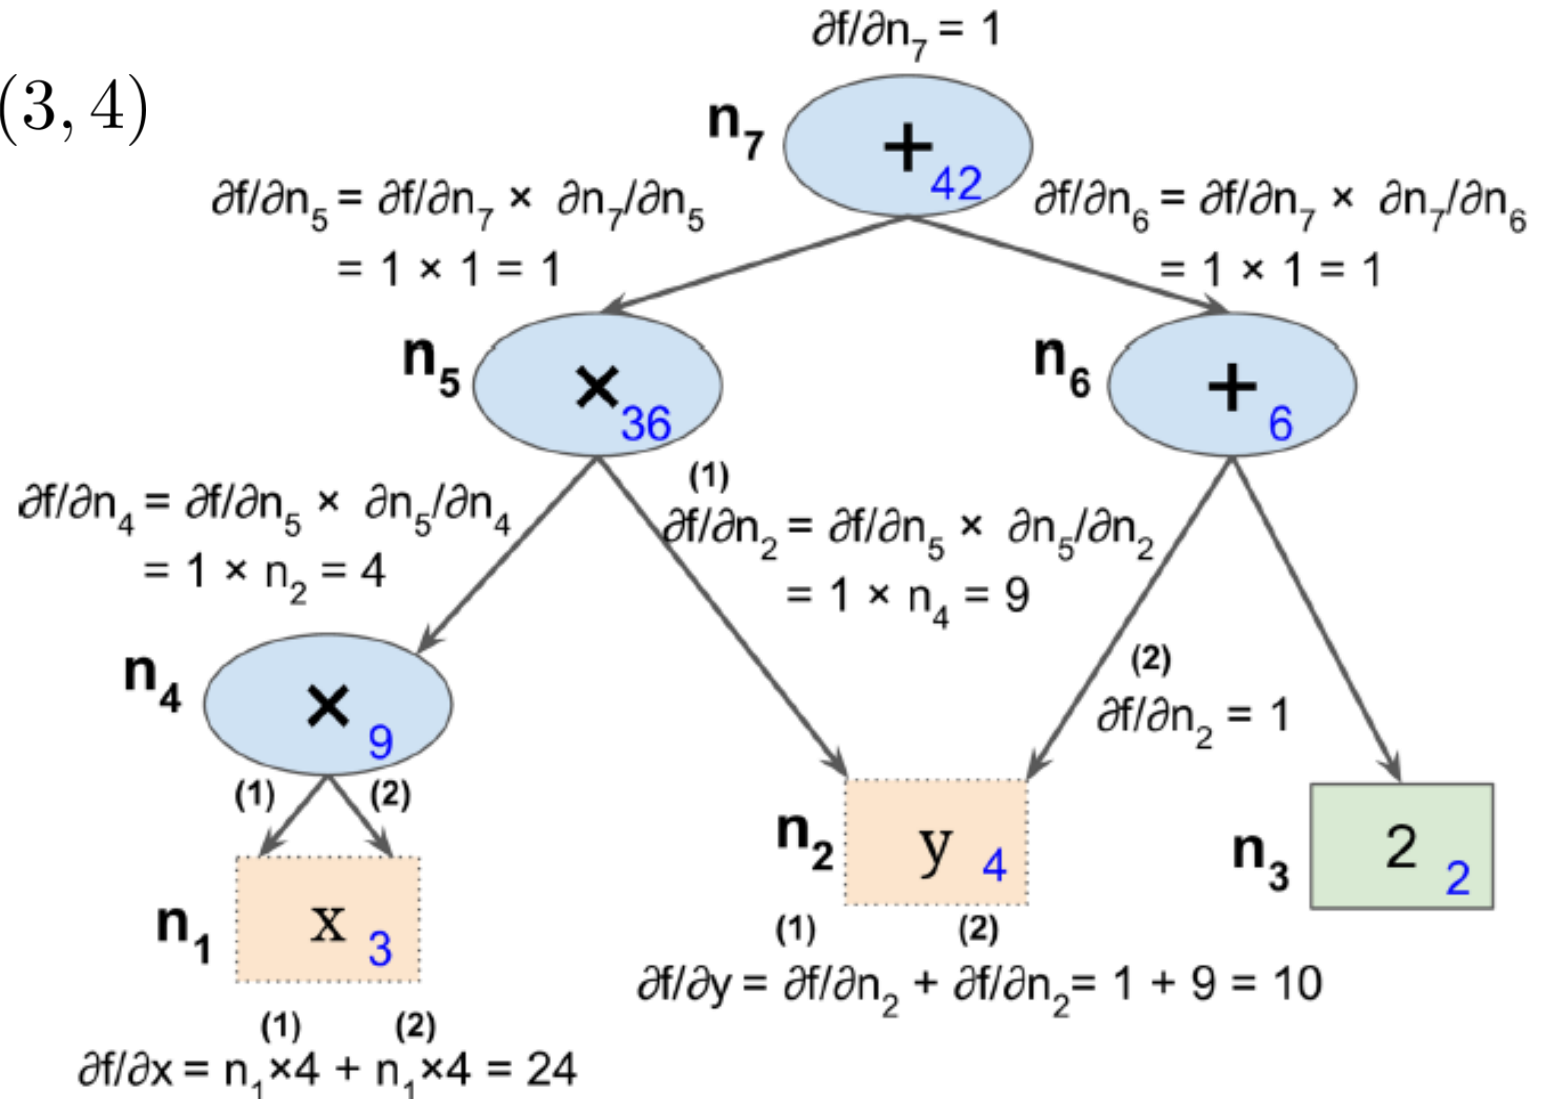 ∂f/∂n₇ = 1
(3, 4)
n₇
+
42
∂f/∂n₅ = ∂f/∂n₇ × ∂n₇/∂n₅
= 1 × 1 = 1
∂f/∂n₆ = ∂f/∂n₇ × ∂n₇/∂n₆
= 1 × 1 = 1
n₅
×
36
n₆
+
6
∂f/∂n₄ = ∂f/∂n₅ × ∂n₅/∂n₄
= 1 × n₂ = 4
(1)
∂f/∂n₂ = ∂f/∂n₅ × ∂n₅/∂n₂
= 1 × n₄ = 9
n₄
×
9
(2)
∂f/∂n₂ = 1
(1) (2)
n₁
x 3
n₂
y 4
n₃
2 2
(1) (2)
∂f/∂y = ∂f/∂n₂ + ∂f/∂n₂= 1 + 9 = 10
(1) (2)
∂f/∂x = n₁×4 + n₁×4 = 24